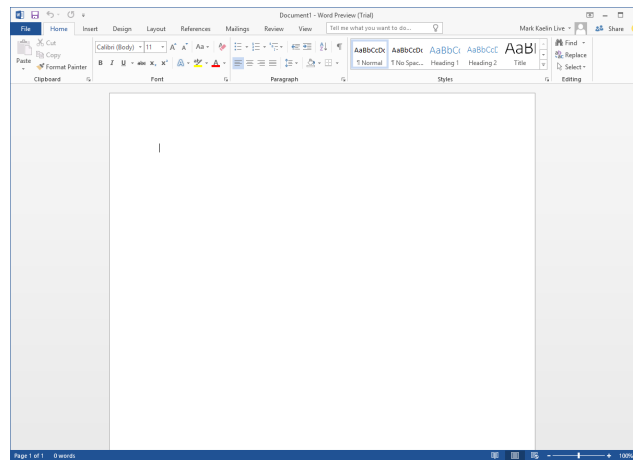 Document1 - Word Preview (Trial)
File Home Insert Design Layout References Mailings Review View Tell me what you want to do... Mark Kaelin Live Share
Paste
Cut
Copy
Format Painter
Clipboard
Calibri (Body) 11 A A Aa
B I U abc x, x² A A
Font
Paragraph
AaBbCcDc AaBbCcDc AaBbCc AaBbCcC AaBl
¶ Normal ¶ No Spac... Heading 1 Heading 2 Title
Styles
Find
Replace
Select
Editing
Page 1 of 1 0 words 100%